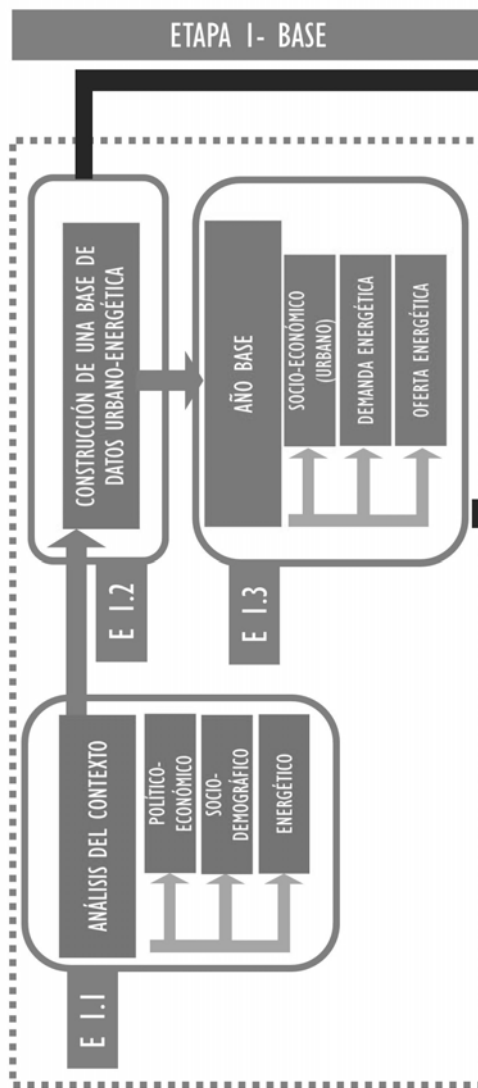 ETAPA I- BASE
E I.1
ANÁLISIS DEL CONTEXTO
POLÍTICO-
ECONÓMICO
SOCIO-
DEMOGRÁFICO
ENERGÉTICO
E I.2
CONSTRUCCIÓN DE UNA BASE DE
DATOS URBANO-ENERGÉTICA
E I.3
AÑO BASE
SOCIO-ECONÓMICO
(URBANO)
DEMANDA ENERGÉTICA
OFERTA ENERGÉTICA